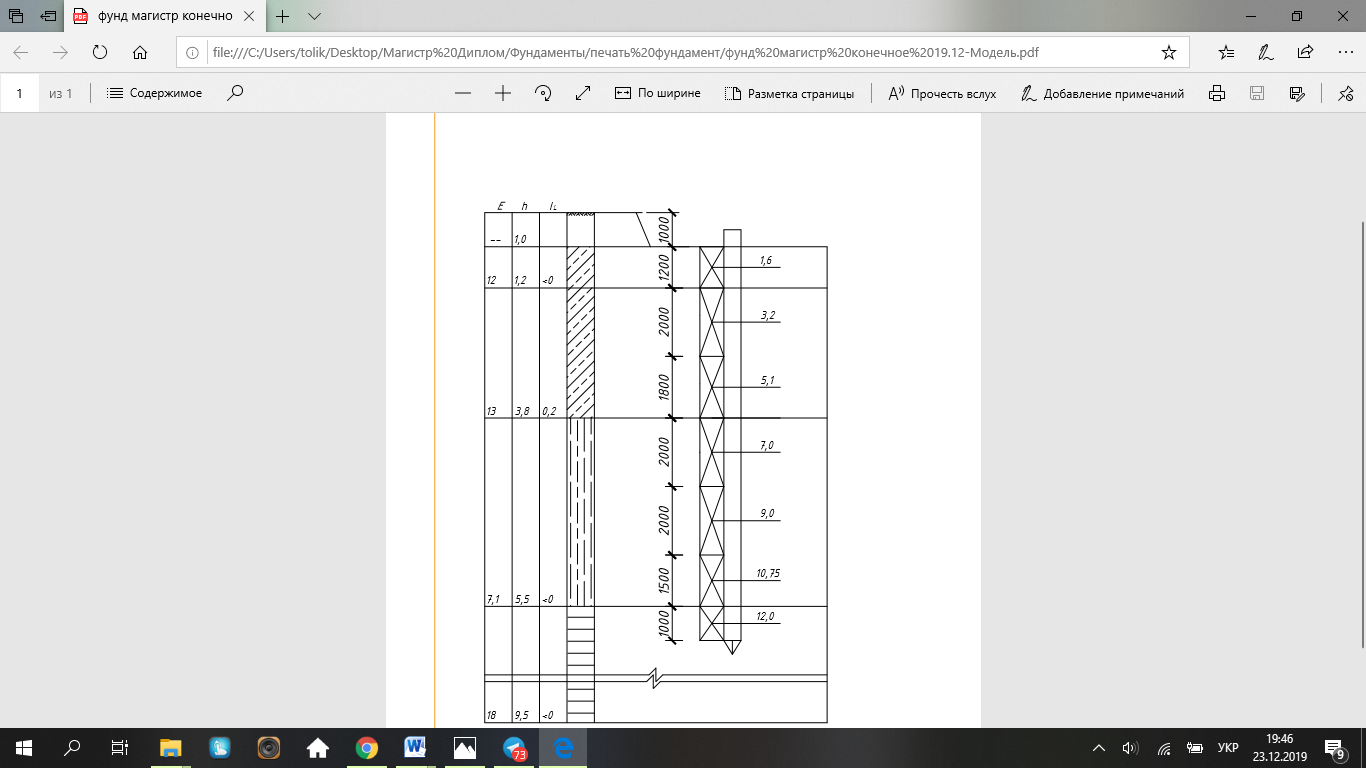 фунд магистр конечно
file:///C:/Users/tolik/Desktop/Магистр%20Диплом/Фундаменты/печать%20фундамент/фунд%20магистр%20конечное%2019.12-Модель.pdf
1 из 1 Содержимое По ширине Разметка страницы Прочесть вслух Добавление примечаний
E h IL
-- 1,0 1000
1,6
12 1,2 <0 1200
3,2
2000
5,1
1800
13 3,8 0,2
7,0
2000
9,0
2000
10,75
1500
7,1 5,5 <0
12,0
1000
18 9,5 <0
73 УКР 19:46
23.12.2019 9